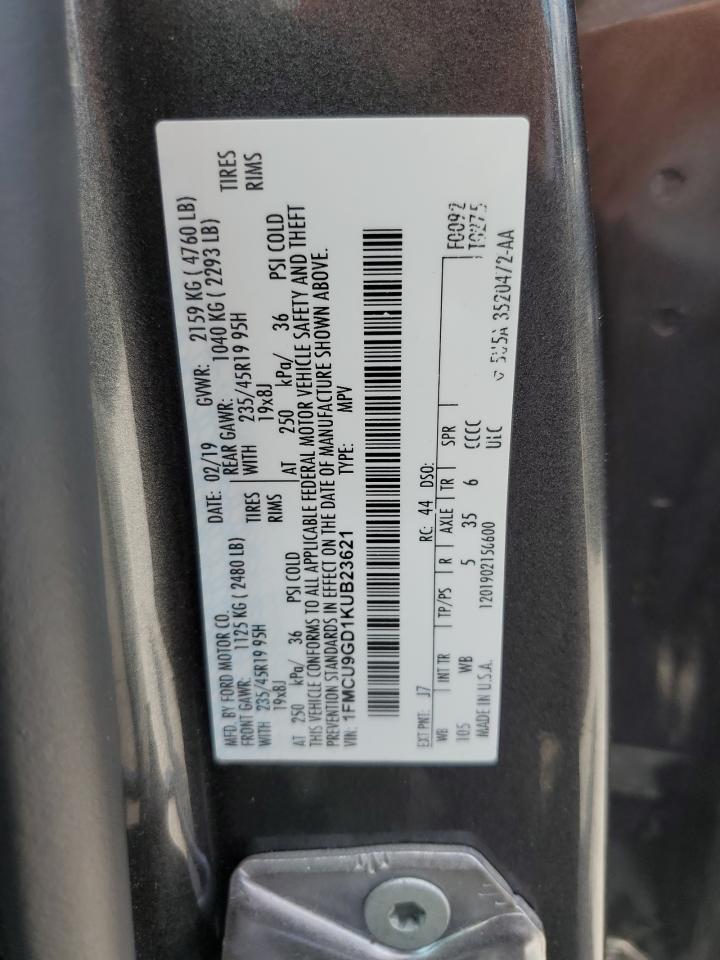 MFD. BY FORD MOTOR CO.
DATE: 02/19 GVWR: 2159 KG ( 4760 LB)
FRONT GAWR: 1125 KG ( 2480 LB) REAR GAWR: 1040 KG ( 2293 LB)
WITH 235/45R19 95H TIRES WITH 235/45R19 95H TIRES
19x8J RIMS 19x8J RIMS
AT 250 kPa/ 36 PSI COLD AT 250 kPa/ 36 PSI COLD
THIS VEHICLE CONFORMS TO ALL APPLICABLE FEDERAL MOTOR VEHICLE SAFETY AND THEFT
PREVENTION STANDARDS IN EFFECT ON THE DATE OF MANUFACTURE SHOWN ABOVE.
VIN: 1FMCU9GD1KUB23621 TYPE: MPV
EXT PNT: J7 RC: 44 DSO: F0092
WB INT TR TP/PS R AXLE TR SPR T0275
105 WB 5 35 6 CCCC
MADE IN U.S.A. UIC